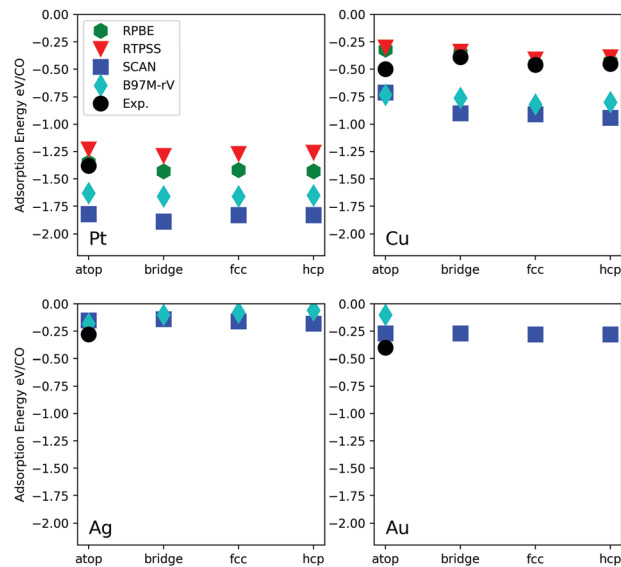 0.00
−0.25
−0.50
−0.75
−1.00
−1.25
−1.50
−1.75
−2.00
Adsorption Energy eV/CO
RPBE
RTPSS
SCAN
B97M-rV
Exp.
Pt
atop bridge fcc hcp
0.00
−0.25
−0.50
−0.75
−1.00
−1.25
−1.50
−1.75
−2.00
Cu
atop bridge fcc hcp
0.00
−0.25
−0.50
−0.75
−1.00
−1.25
−1.50
−1.75
−2.00
Adsorption Energy eV/CO
Ag
atop bridge fcc hcp
0.00
−0.25
−0.50
−0.75
−1.00
−1.25
−1.50
−1.75
−2.00
Au
atop bridge fcc hcp